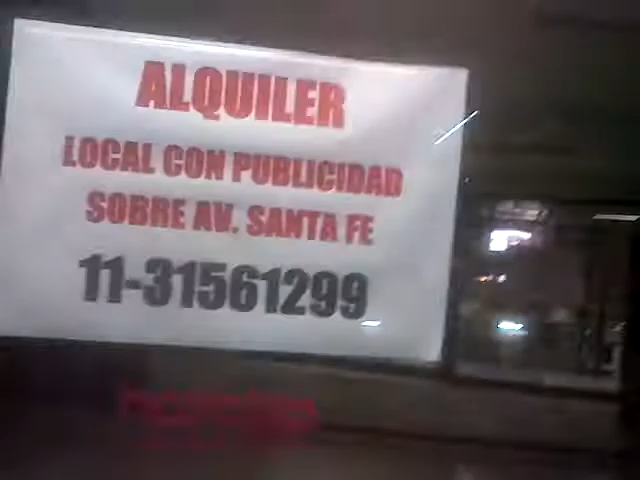 ALQUILER
LOCAL CON PUBLICIDAD
SOBRE AV. SANTA FE
11-31561299